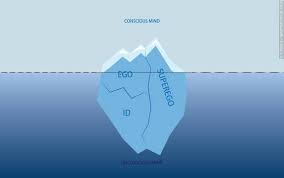 CONSCIOUS MIND
EGO
SUPEREGO
ID
UNCONSCIOUS MIND